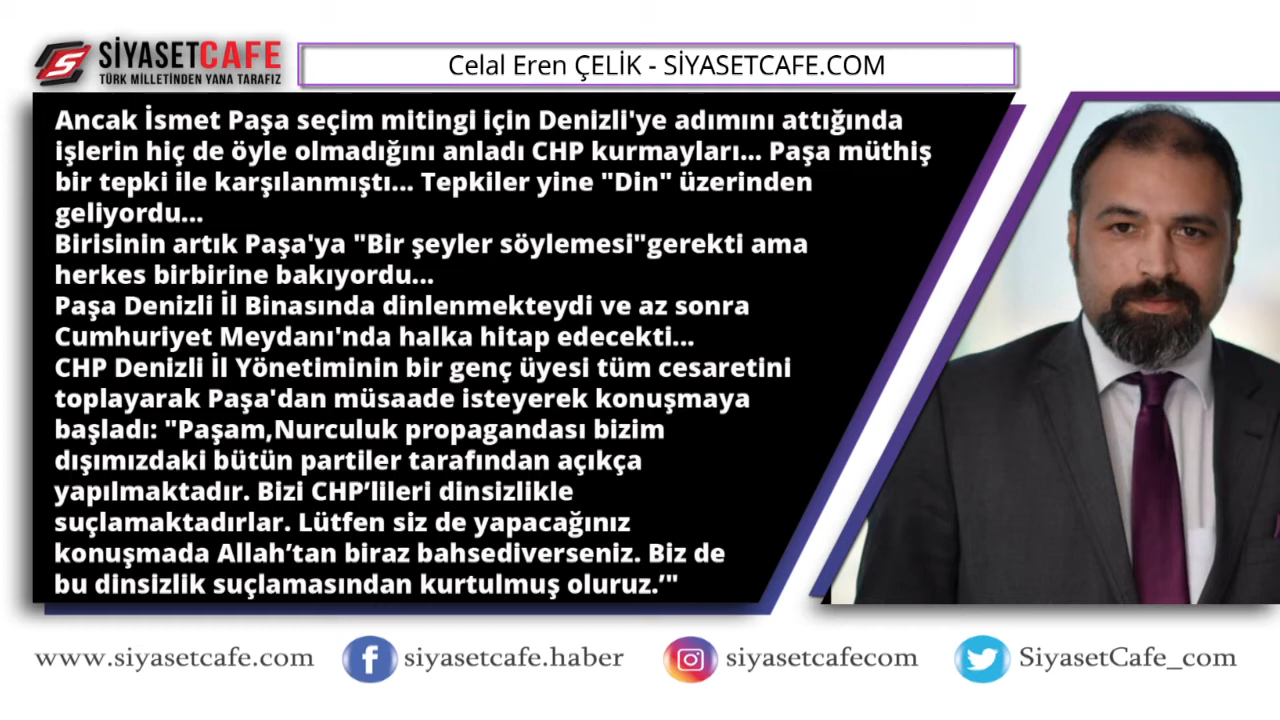 SİYASETCAFE
TÜRK MİLLETİNDEN YANA TARAFIZ
Celal Eren ÇELİK - SİYASETCAFE.COM
Ancak İsmet Paşa seçim mitingi için Denizli'ye adımını attığında
işlerin hiç de öyle olmadığını anladı CHP kurmayları... Paşa müthiş
bir tepki ile karşılanmıştı... Tepkiler yine "Din" üzerinden
geliyordu...
Birisinin artık Paşa'ya "Bir şeyler söylemesi"gerekti ama
herkes birbirine bakıyordu...
Paşa Denizli İl Binasında dinlenmekteydi ve az sonra
Cumhuriyet Meydanı'nda halka hitap edecekti...
CHP Denizli İl Yönetiminin bir genç üyesi tüm cesaretini
toplayarak Paşa'dan müsaade isteyerek konuşmaya
başladı: "Paşam,Nurculuk propagandası bizim
dışımızdaki bütün partiler tarafından açıkça
yapılmaktadır. Bizi CHP’lileri dinsizlikle
suçlamaktadırlar. Lütfen siz de yapacağınız
konuşmada Allah’tan biraz bahsediverseniz. Biz de
bu dinsizlik suçlamasından kurtulmuş oluruz.’"
www.siyasetcafe.com siyasetcafe.haber siyasetcafecom SiyasetCafe_com